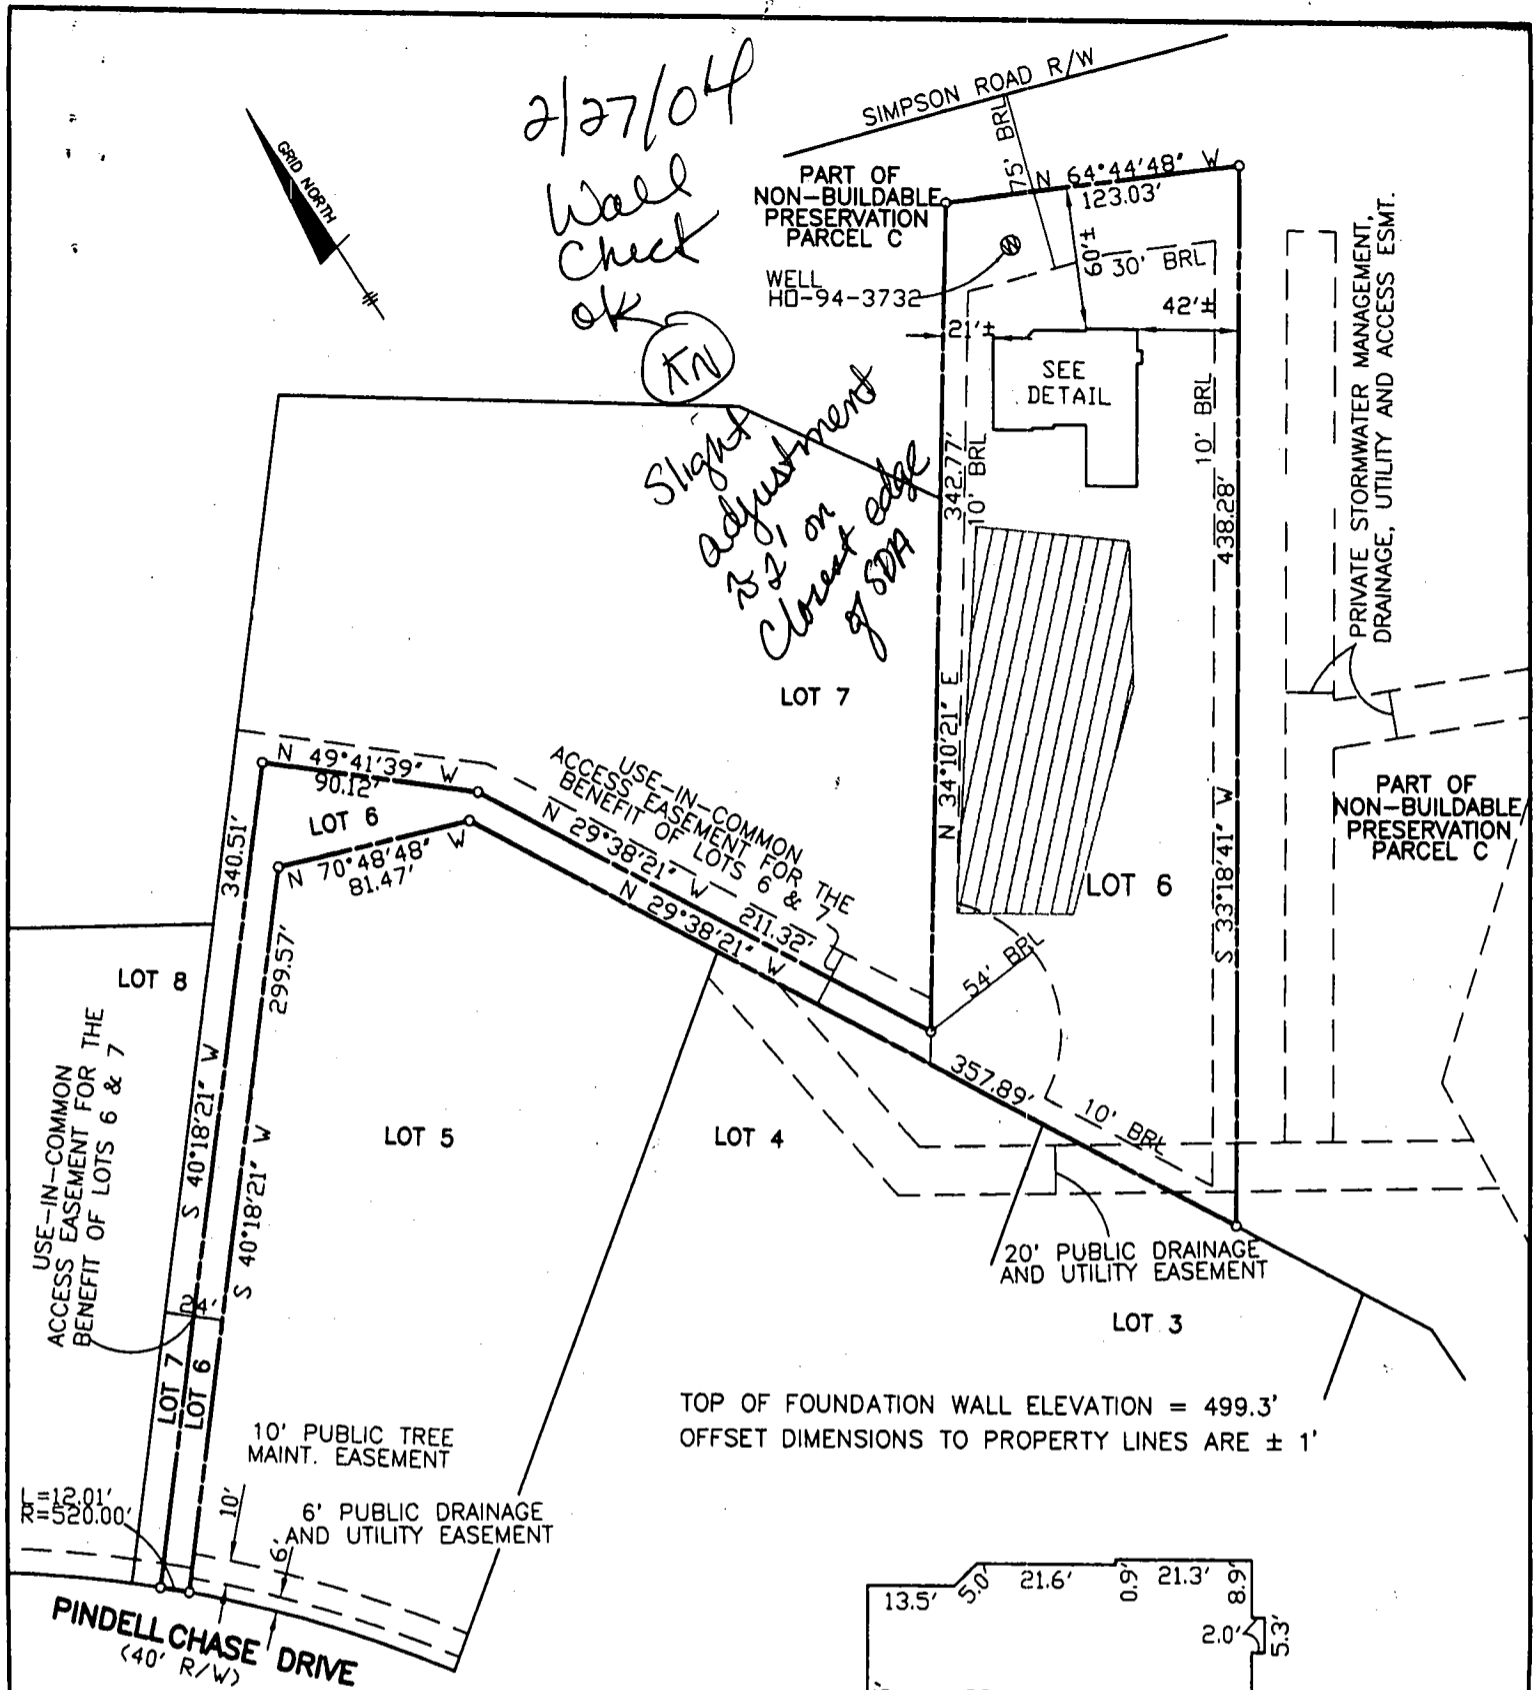 2/27/04
Wall
Check
ok
KN
Slight
adjustment
≈ 2' on
closest edge
of SDA
GRID NORTH
SIMPSON ROAD R/W
75' BRL
N 64°44'48" W
123.03'
PART OF
NON-BUILDABLE
PRESERVATION
PARCEL C
W
WELL
HO-94-3732
60'±
30' BRL
21'±
42'±
SEE
DETAIL
10' BRL
342.77'
10' BRL
438.28'
N 34°10'21" E
S 33°18'41" W
PRIVATE STORMWATER MANAGEMENT,
DRAINAGE, UTILITY AND ACCESS ESMT.
PART OF
NON-BUILDABLE
PRESERVATION
PARCEL C
LOT 7
LOT 6
N 49°41'39" W
90.12'
LOT 6
N 70°48'48" W
81.47'
USE-IN-COMMON
ACCESS EASEMENT FOR THE
BENEFIT OF LOTS 6 & 7
N 29°38'21" W 211.32'
N 29°38'21" W
357.89'
54' BRL
10' BRL
340.51'
299.57'
S 40°18'21" W
S 40°18'21" W
LOT 8
USE-IN-COMMON
ACCESS EASEMENT FOR THE
BENEFIT OF LOTS 6 & 7
24'
LOT 7
LOT 6
LOT 5
LOT 4
20' PUBLIC DRAINAGE
AND UTILITY EASEMENT
LOT 3
TOP OF FOUNDATION WALL ELEVATION = 499.3'
OFFSET DIMENSIONS TO PROPERTY LINES ARE ± 1'
10' PUBLIC TREE
MAINT. EASEMENT
10'
6' PUBLIC DRAINAGE
AND UTILITY EASEMENT
6'
L=12.01'
R=520.00'
PINDELL CHASE DRIVE
(40' R/W)
13.5'
5.0'
21.6'
0.9'
21.3'
8.9'
2.0'
5.3'